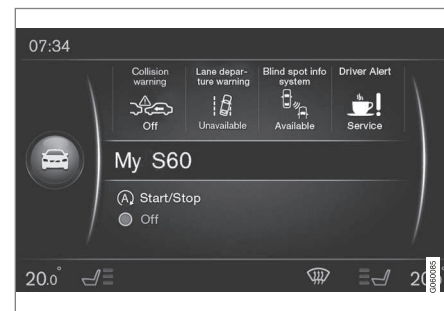 07:34
Collision warning
Off
Lane depar-
ture warning
Unavailable
Blind spot info system
Available
Driver Alert
Service
My S60
Start/Stop
Off
20.0°
20
G060085